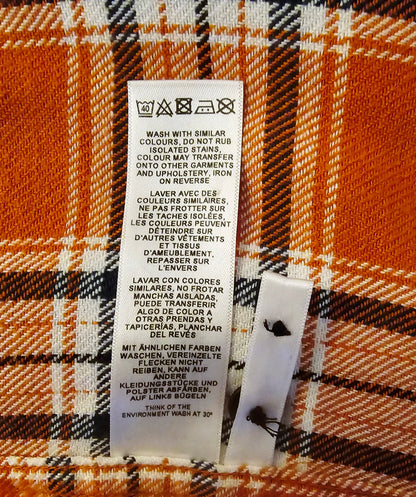 40
WASH WITH SIMILAR
COLOURS, DO NOT RUB
ISOLATED STAINS,
COLOUR MAY TRANSFER
ONTO OTHER GARMENTS
AND UPHOLSTERY, IRON
ON REVERSE
LAVER AVEC DES
COULEURS SIMILAIRES,
NE PAS FROTTER SUR
LES TACHES ISOLÉES,
COULEURS PEUVENT
DÉTEINDRE SUR
D'AUTRES VÊTEMENTS
ET TISSUS
D'AMEUBLEMENT.
REPASSER SUR
L'ENVERS
LAVAR CON COLORES
SIMILARES, NO FROTAR
MANCHAS AISLADAS,
PUEDE TRANSFERIR
ALGO DE COLOR A
OTRAS PRENDAS Y
TAPICERÍAS, PLANCHAR
DEL REVÉS
MIT ÄHNLICHEN FARBEN
WASCHEN, VEREINZELTE
FLECKEN NICHT
REIBEN, KANN AUF
ANDERE
KLEIDUNGSSTÜCKE UND
POLSTER ABFÄRBEN,
AUF LINKS BÜGELN
THINK OF THE
ENVIRONMENT WASH AT 30°